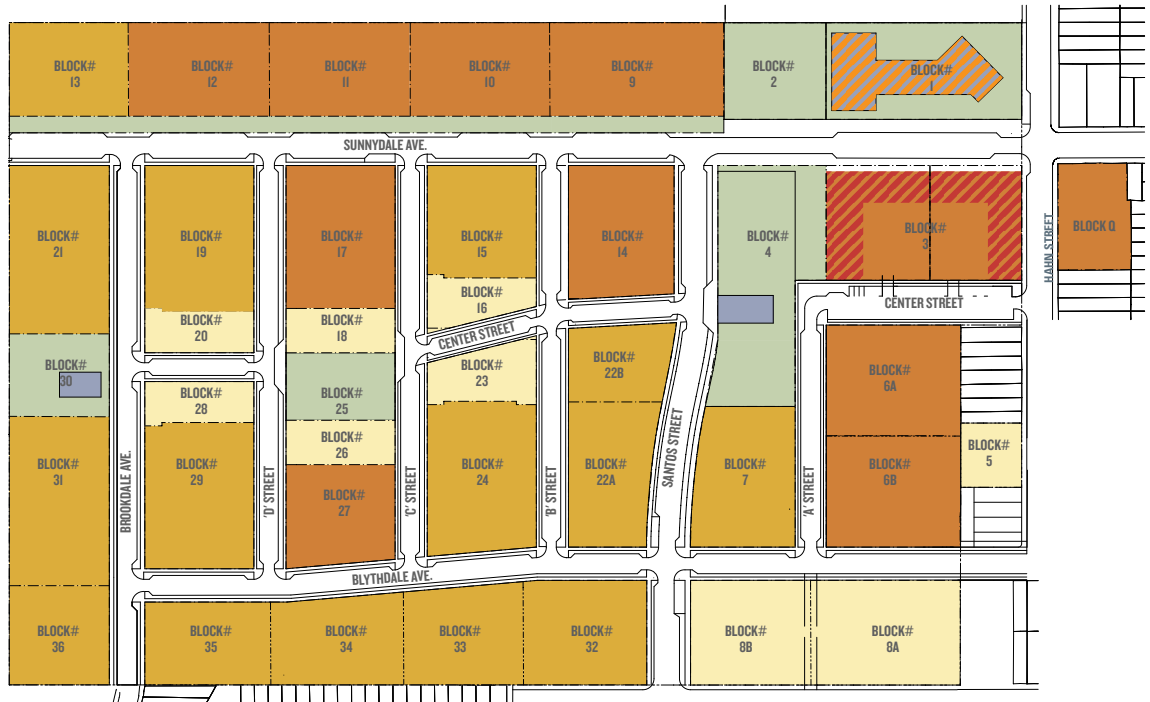 BLOCK#
13
BLOCK#
12
BLOCK#
11
BLOCK#
10
BLOCK#
9
BLOCK#
2
BLOCK#
1
SUNNYDALE AVE.
BLOCK#
21
BLOCK#
19
BLOCK#
17
BLOCK#
15
BLOCK#
14
BLOCK#
4
BLOCK#
3
HAHN STREET
BLOCK Q
BLOCK#
20
BLOCK#
18
BLOCK#
16
CENTER STREET
CENTER STREET
BLOCK#
30
BLOCK#
28
BLOCK#
25
BLOCK#
23
BLOCK#
22B
BLOCK#
6A
BLOCK#
26
BLOCK#
5
BLOCK#
31
BROOKDALE AVE.
BLOCK#
29
'D' STREET
BLOCK#
27
'C' STREET
BLOCK#
24
'B' STREET
BLOCK#
22A
SANTOS STREET
BLOCK#
7
'A' STREET
BLOCK#
6B
BLYTHDALE AVE.
BLOCK#
36
BLOCK#
35
BLOCK#
34
BLOCK#
33
BLOCK#
32
BLOCK#
8B
BLOCK#
8A